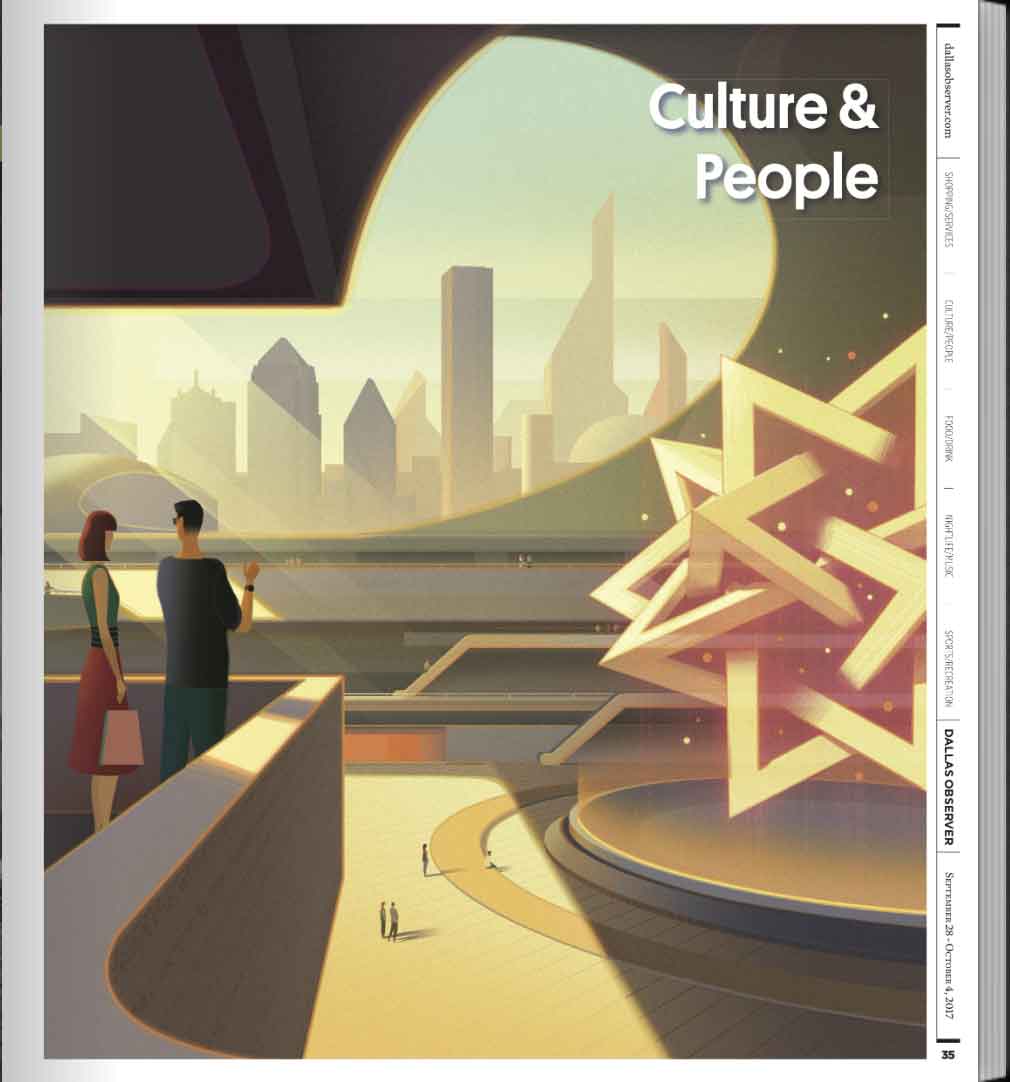 Culture &
People
dallasobserver.com
SHOPPING/SERVICES
CULTURE/PEOPLE
FOOD/DRINK
NIGHTLIFE/MUSIC
SPORTS/RECREATION
DALLAS OBSERVER
September 28 - October 4, 2017
35